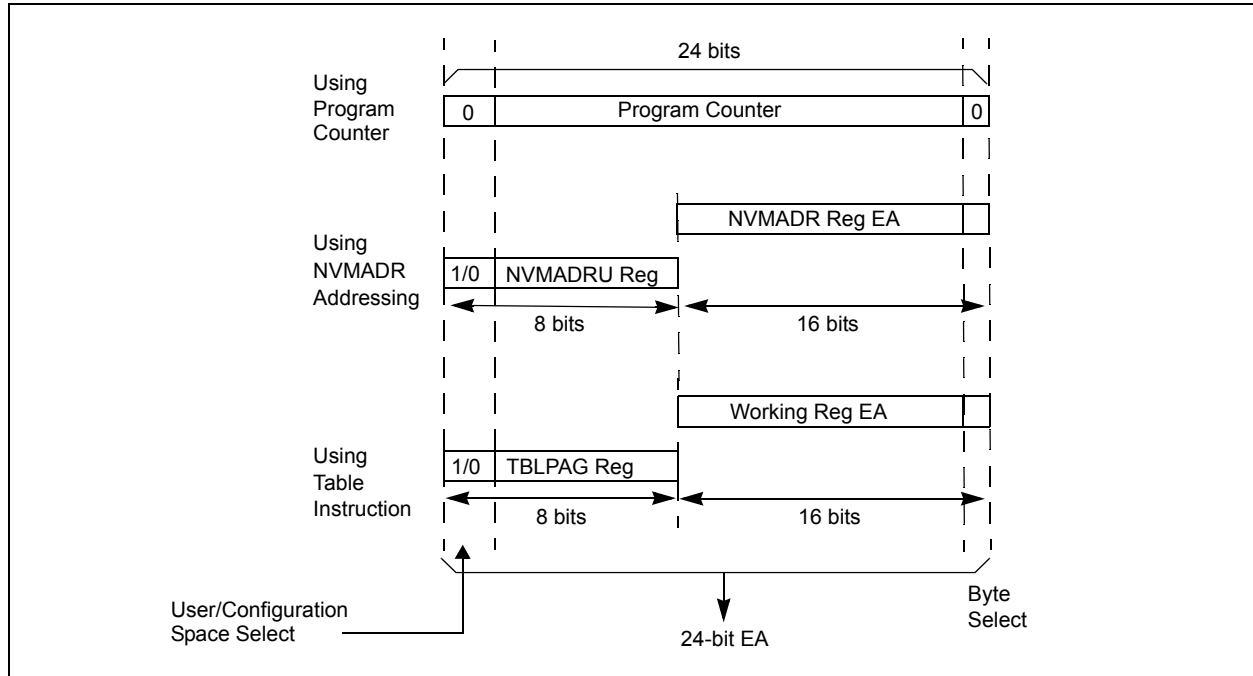 24 bits
Using
Program
Counter
0
Program Counter
0
NVMADR Reg EA
Using
NVMADR
Addressing
1/0
NVMADRU Reg
8 bits
16 bits
Working Reg EA
Using
Table
Instruction
1/0
TBLPAG Reg
8 bits
16 bits
User/Configuration
Space Select
24-bit EA
Byte
Select